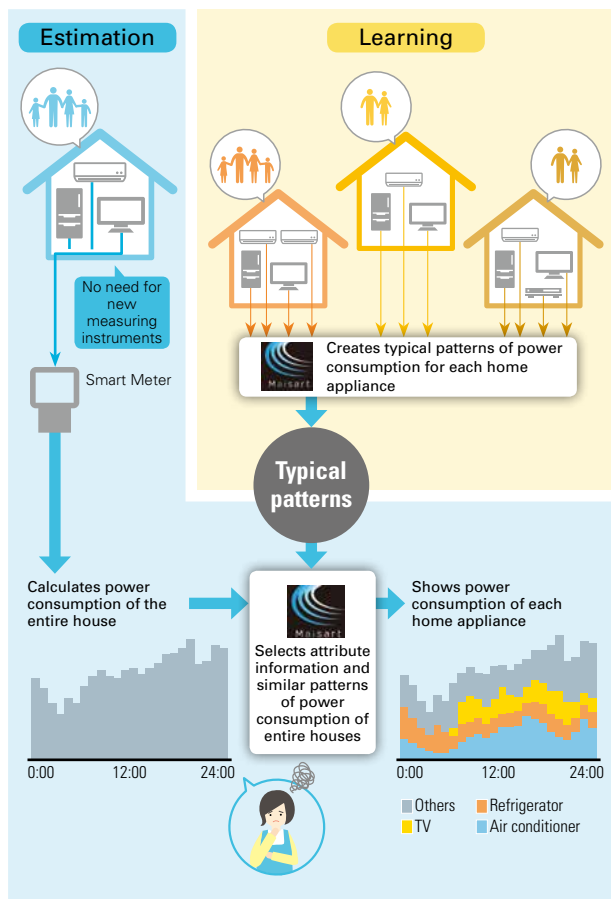 Estimation
Learning
No need for
new
measuring
instruments
Smart Meter
Maisart
Creates typical patterns of power
consumption for each home
appliance
Typical
patterns
Calculates power
consumption of the
entire house
Maisart
Selects attribute
information and
similar patterns
of power
consumption of
entire houses
Shows power
consumption of each
home appliance
0:00 12:00 24:00
0:00 12:00 24:00
Others Refrigerator
TV Air conditioner